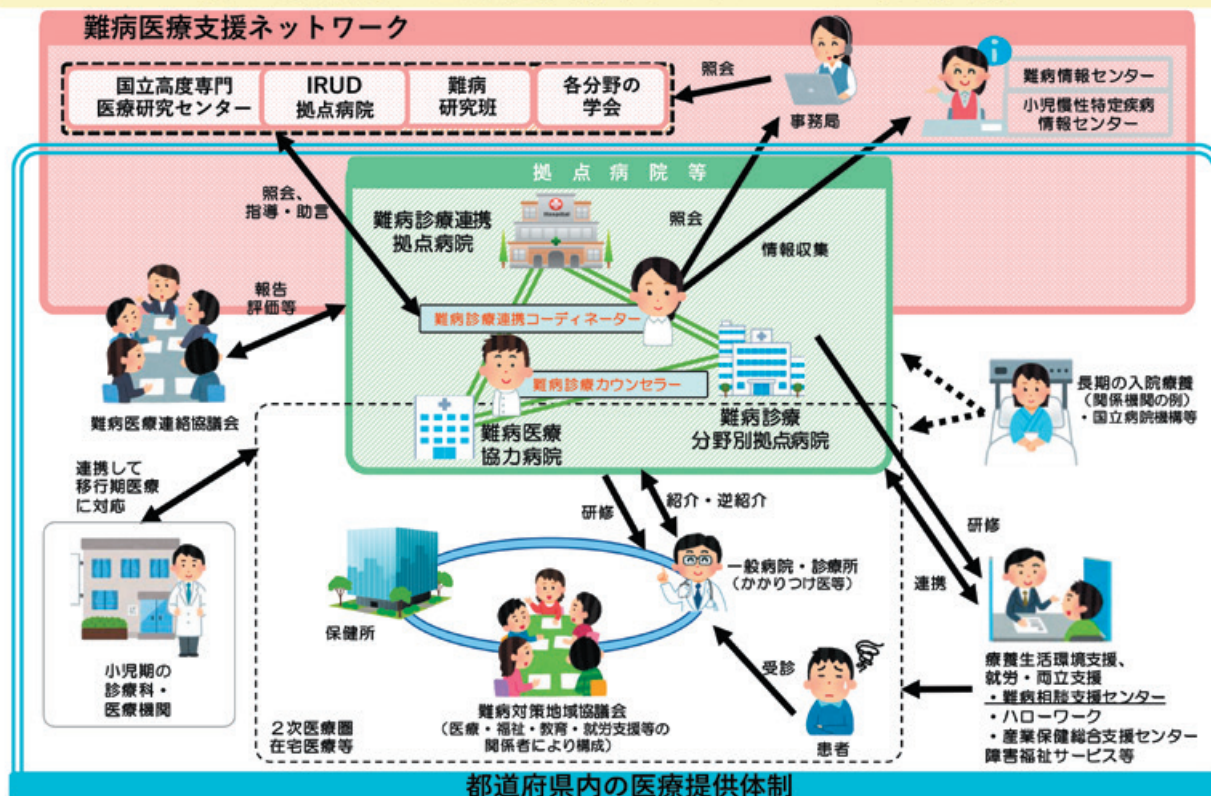 難病医療支援ネットワーク
国立高度専門
医療研究センター
IRUD
拠点病院
難病
研究班
各分野の
学会
照会
事務局
i
難病情報センター
小児慢性特定疾病
情報センター
拠点病院等
照会、
指導・助言
難病診療連携
拠点病院
Hospital
照会
情報収集
報告
評価等
難病診療連携コーディネーター
難病診療カウンセラー
難病医療連絡協議会
難病医療
協力病院
難病診療
分野別拠点病院
長期の入院療養
（関係機関の例）
・国立病院機構等
連携して
移行期医療
に対応
研修
紹介・逆紹介
研修
連携
一般病院・診療所
（かかりつけ医等）
保健所
受診
小児期の
診療科・
医療機関
難病対策地域協議会
（医療・福祉・教育・就労支援等の
関係者により構成）
２次医療圏
在宅医療等
患者
療養生活環境支援、
就労・両立支援
・難病相談支援センター
・ハローワーク
・産業保健総合支援センター
障害福祉サービス等
都道府県内の医療提供体制